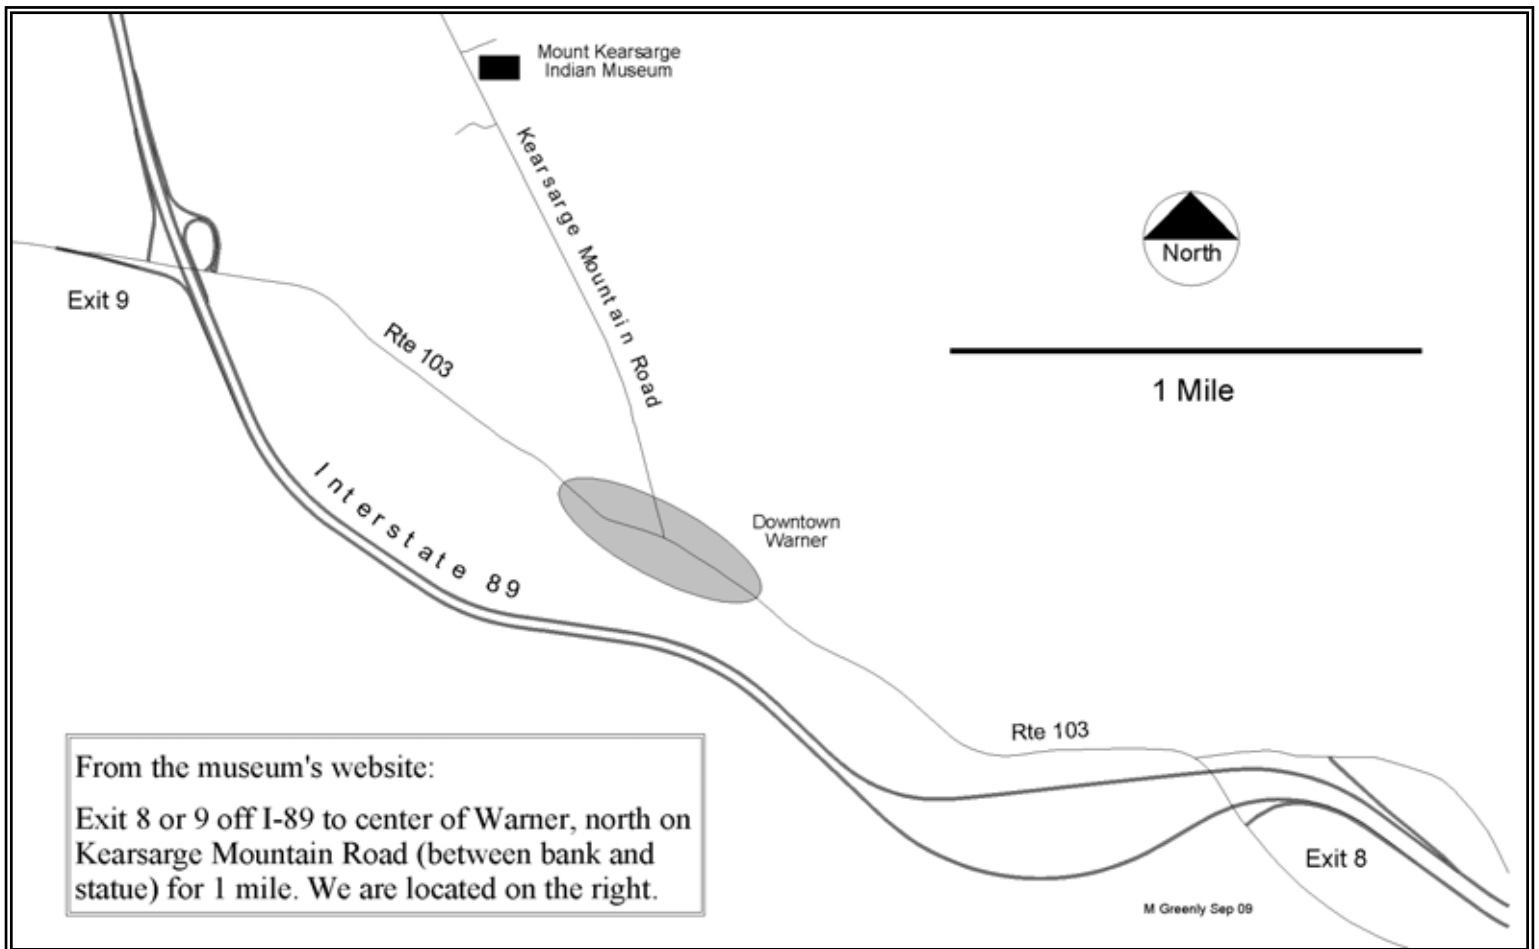 Mount Kearsarge
Indian Museum
Kearsarge Mountain Road
North
Exit 9
Rte 103
1 Mile
Interstate 89
Downtown
Warner
Rte 103
From the museum's website:
Exit 8 or 9 off I-89 to center of Warner, north on
Kearsarge Mountain Road (between bank and
statue) for 1 mile. We are located on the right.
Exit 8
M Greenly Sep 09